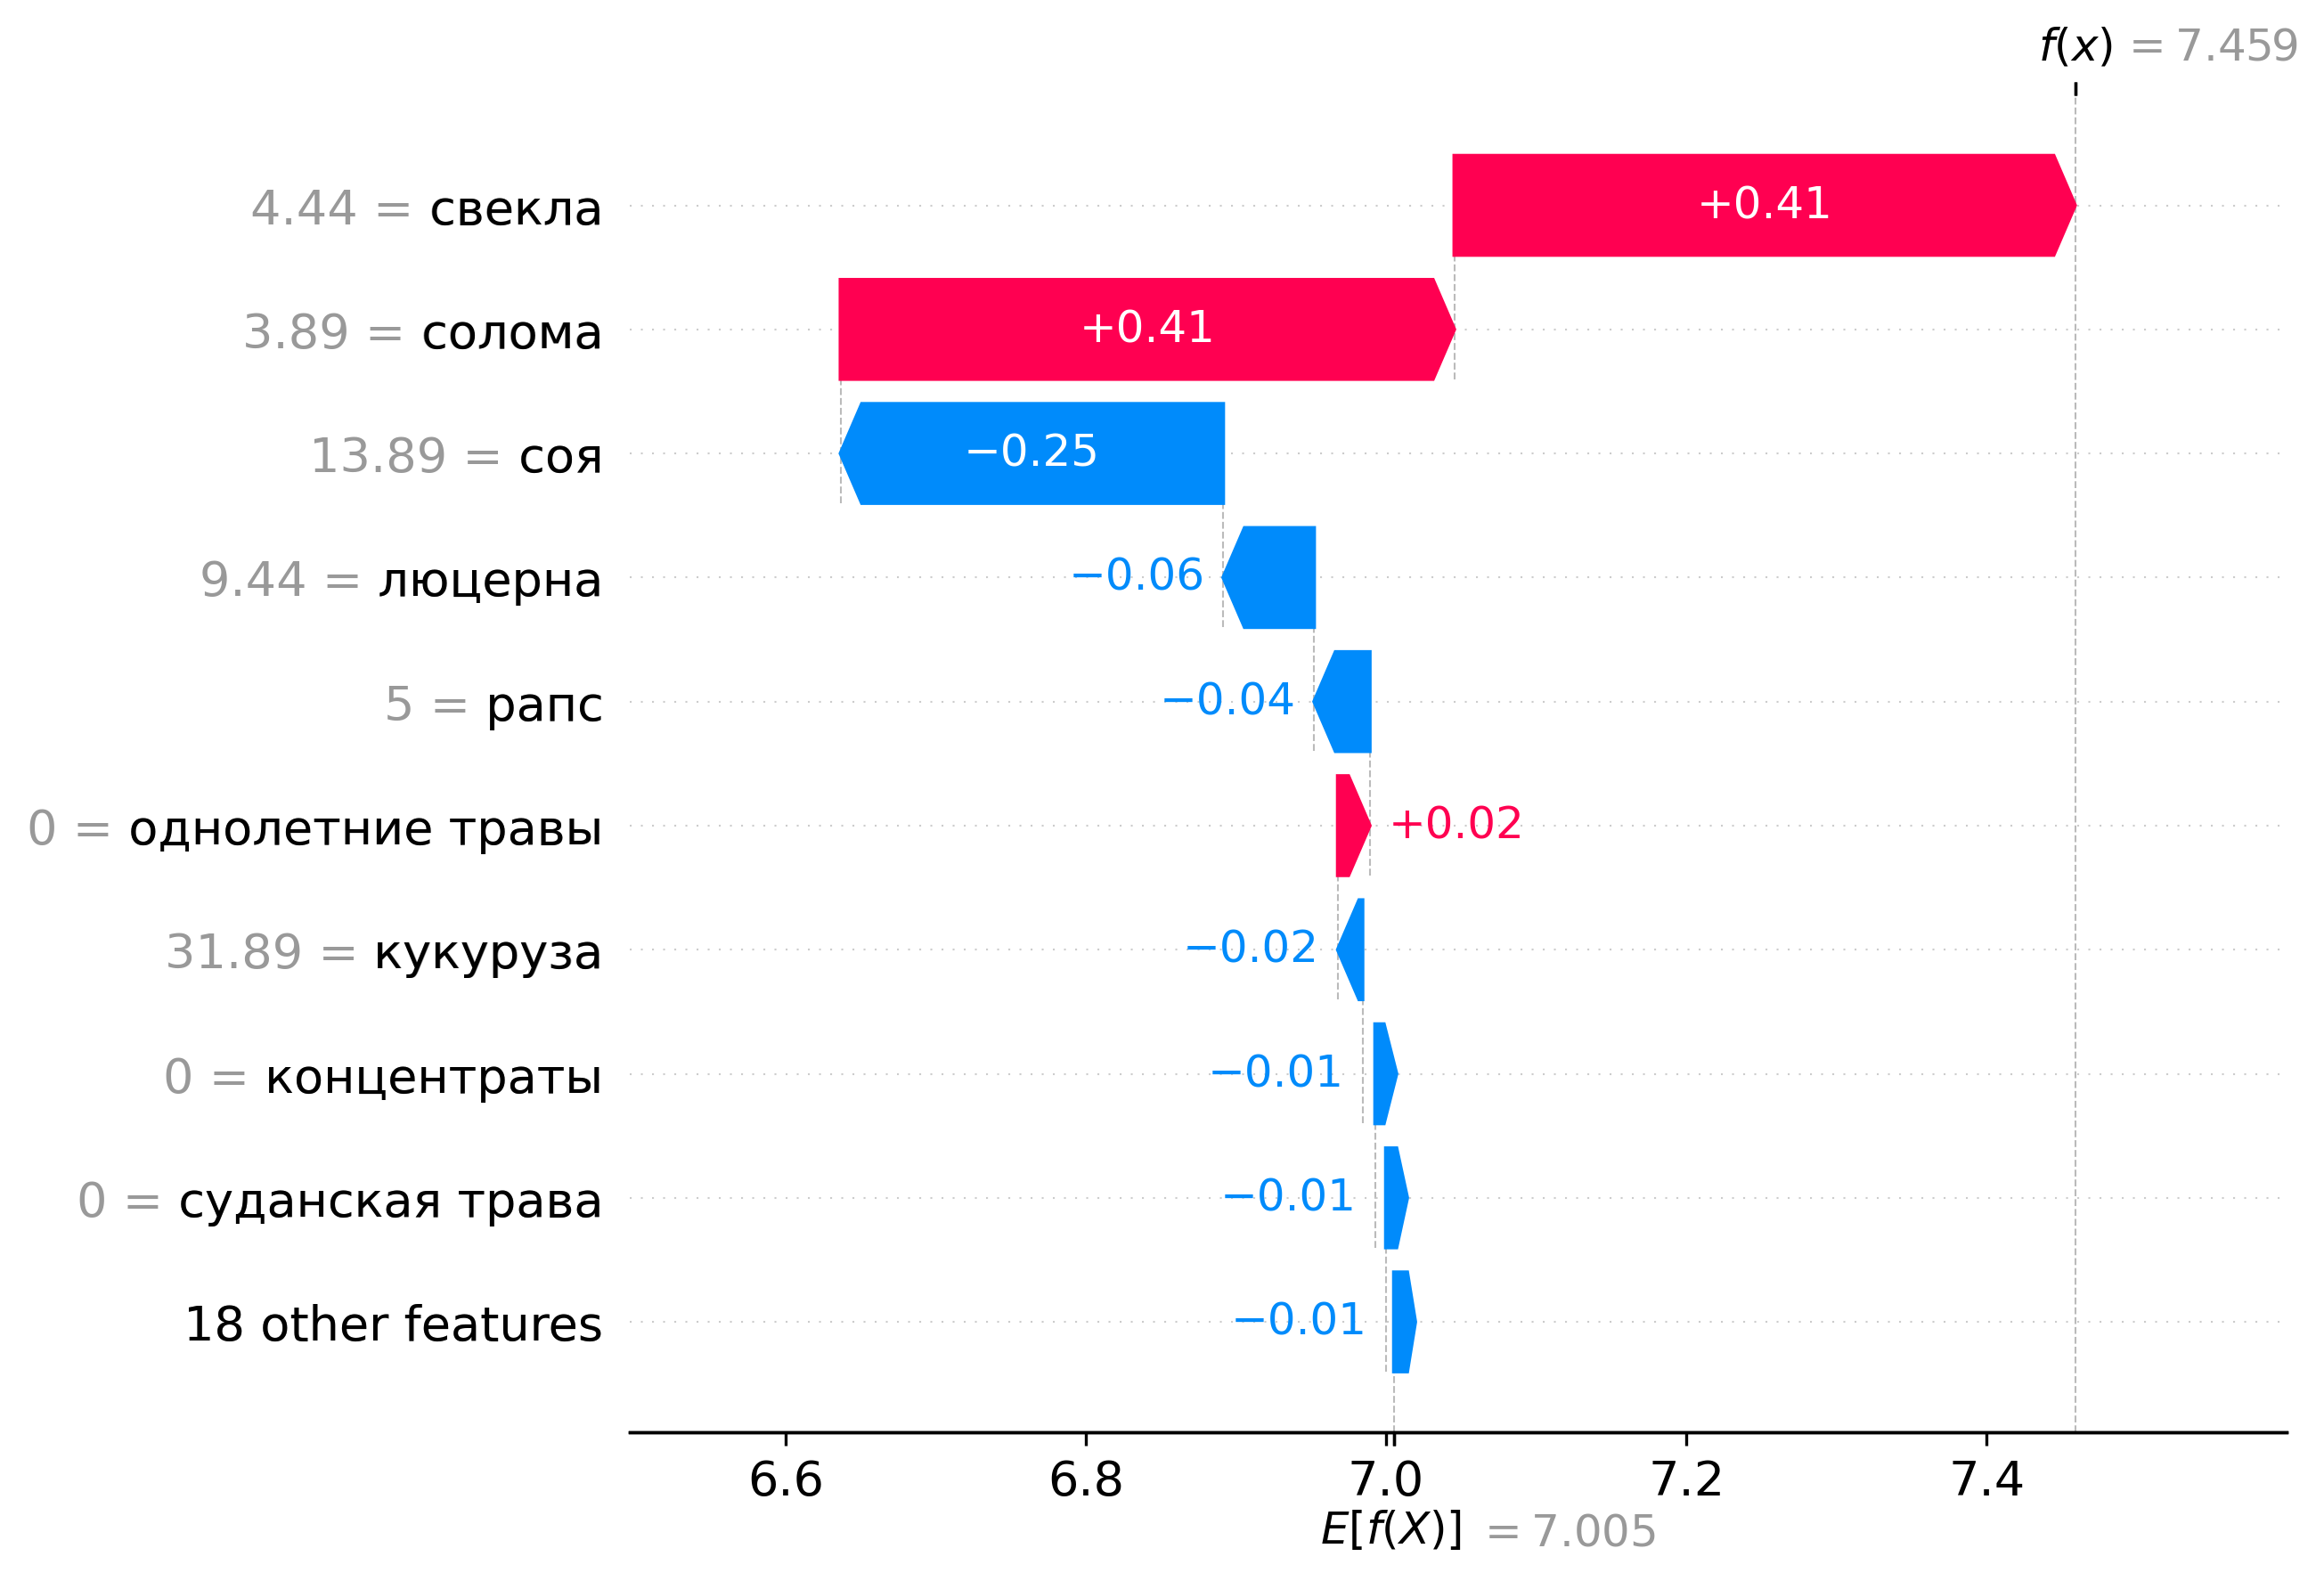 f(x) = 7.459
4.44 = свекла
+0.41
3.89 = солома
+0.41
13.89 = соя
−0.25
9.44 = люцерна
−0.06
5 = рапс
−0.04
0 = однолетние травы
+0.02
31.89 = кукуруза
−0.02
0 = концентраты
−0.01
0 = суданская трава
−0.01
18 other features
−0.01
6.6 6.8 7.0 7.2 7.4
E[f(X)] = 7.005